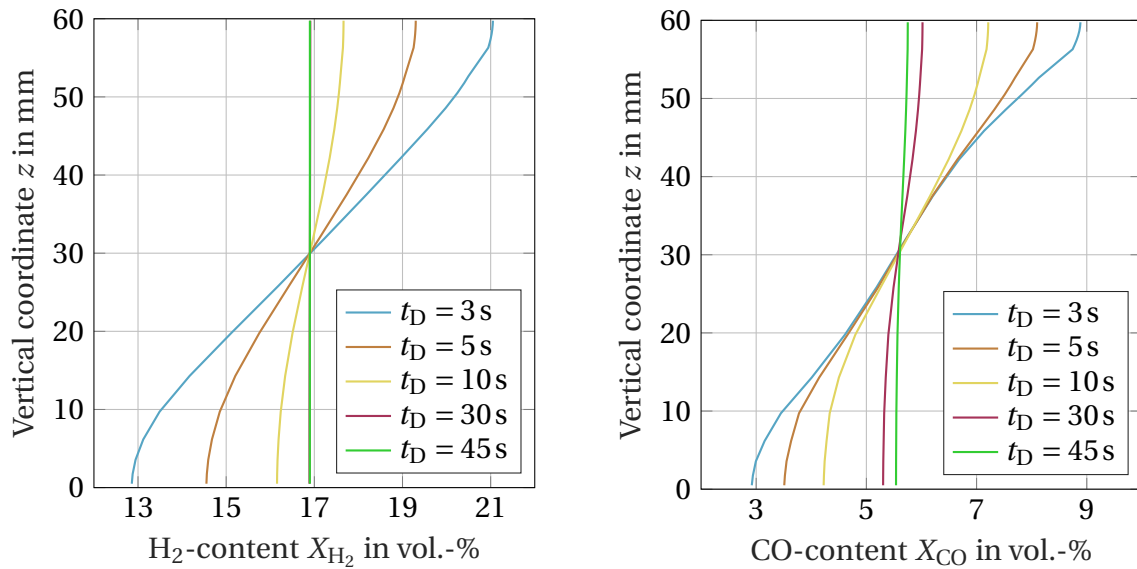 60
50
40
30
20
10
0
13
15
17
19
21
Vertical coordinate z in mm
H₂-content X_H₂ in vol.-%
t_D = 3 s
t_D = 5 s
t_D = 10 s
t_D = 30 s
t_D = 45 s
60
50
40
30
20
10
0
3
5
7
9
Vertical coordinate z in mm
CO-content X_CO in vol.-%
t_D = 3 s
t_D = 5 s
t_D = 10 s
t_D = 30 s
t_D = 45 s